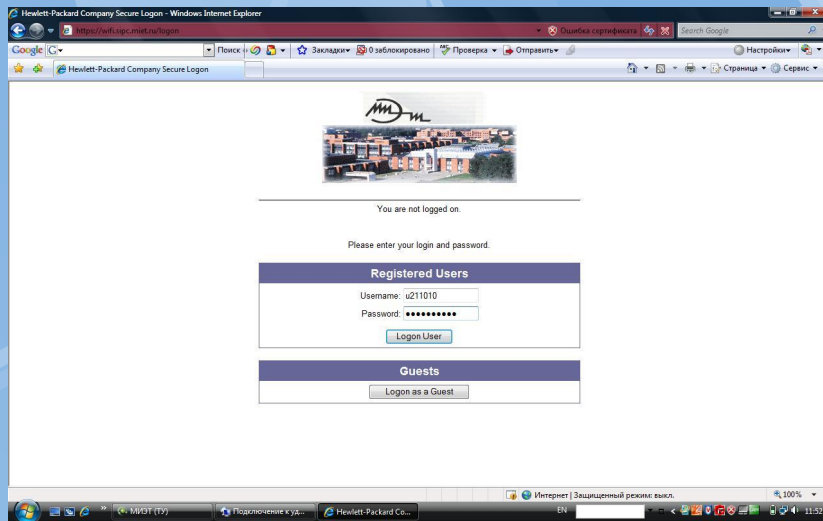 Hewlett-Packard Company Secure Logon - Windows Internet Explorer
https://wifi.sipc.miet.ru/logon Ошибка сертификата Search Google
Google G Поиск Закладки 0 заблокировано Проверка Отправить Настройки
Hewlett-Packard Company Secure Logon Страница Сервис
You are not logged on.
Please enter your login and password.
Registered Users
Username: u211010
Password: ●●●●●●●●●●
Logon User
Guests
Logon as a Guest
Интернет | Защищенный режим: выкл. 100%
МИЭТ (ТУ) Подключение к уд... Hewlett-Packard Co... EN 11:52